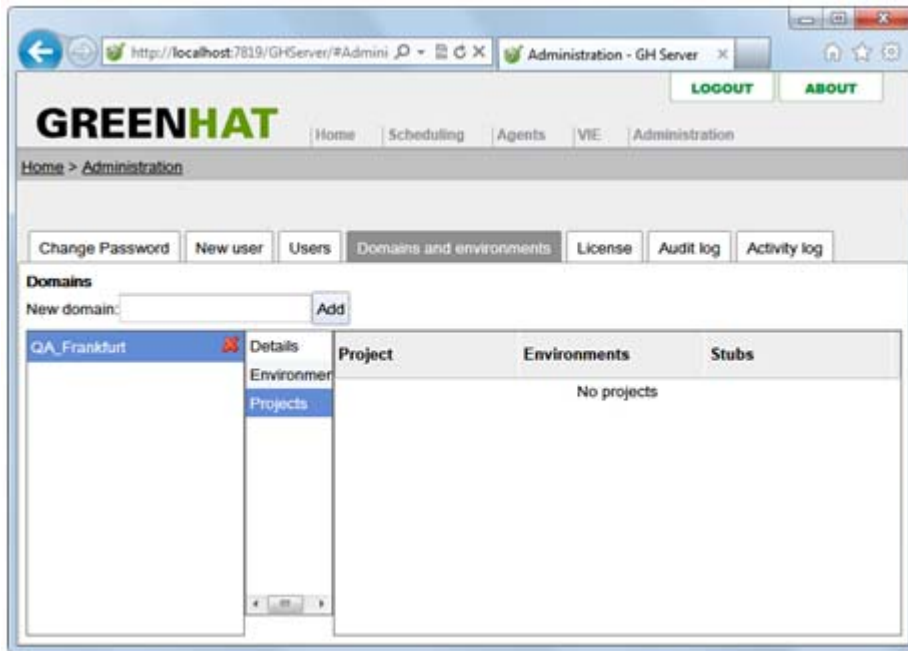 http://localhost:7819/GHServer/#Admini
Administration - GH Server
LOGOUT ABOUT
GREENHAT
Home Scheduling Agents VIE Administration
Home > Administration
Change Password New user Users Domains and environments License Audit log Activity log
Domains
New domain: Add
QA_Frankfurt
Details
Environmen
Projects
Project Environments Stubs
No projects